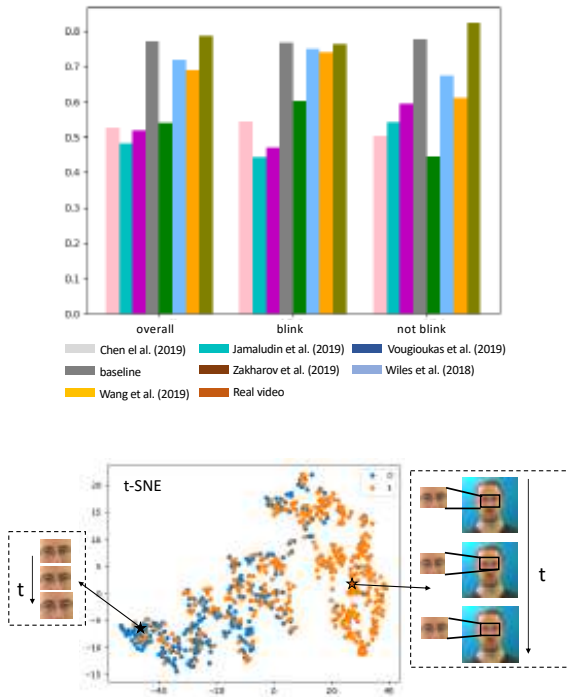 0.8
0.7
0.6
0.5
0.4
0.3
0.2
0.1
0.0
overall blink not blink
Chen el al. (2019) Jamaludin et al. (2019) Vougioukas et al. (2019)
baseline Zakharov et al. (2019) Wiles et al. (2018)
Wang et al. (2019) Real video
t-SNE
0
1
t
t
-40 -20 0 20 40